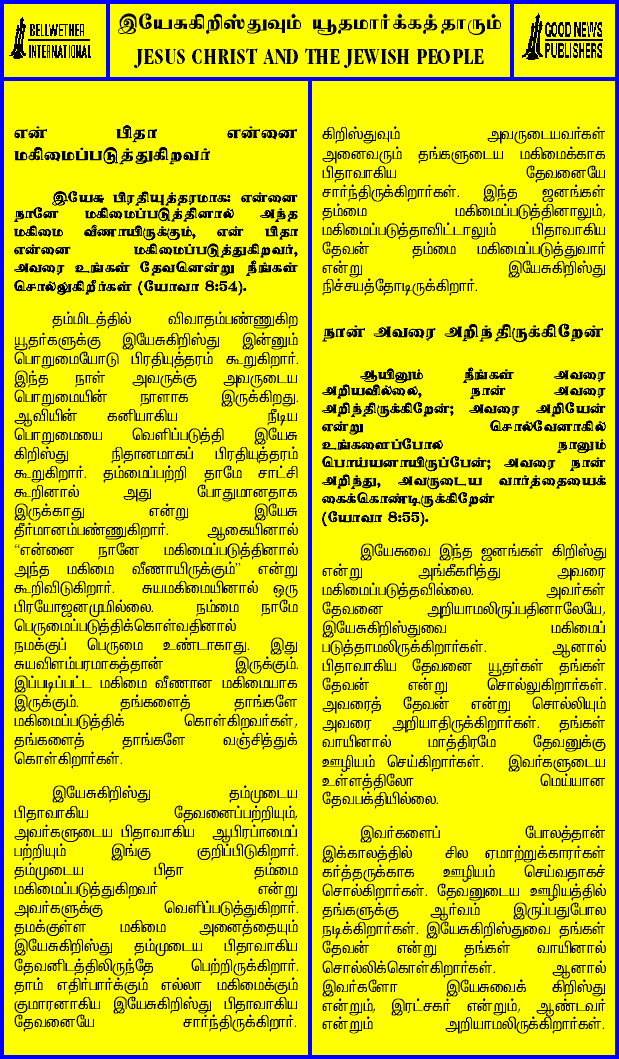 BELLWETHER
INTERNATIONAL
இயேசுகிறிஸ்துவும் யூதமார்க்கத்தாரும்
JESUS CHRIST AND THE JEWISH PEOPLE
GOOD NEWS
PUBLISHERS
என் பிதா என்னை
மகிமைப்படுத்துகிறவர்
இயேசு பிரதியுத்தரமாக: என்னை
நானே மகிமைப்படுத்தினால் அந்த
மகிமை வீணாயிருக்கும், என் பிதா
என்னை மகிமைப்படுத்துகிறவர்,
அவரை உங்கள் தேவனென்று நீங்கள்
சொல்லுகிறீர்கள் (யோவா 8:54).
தம்மிடத்தில் விவாதம்பண்ணுகிற
யூதர்களுக்கு இயேசுகிறிஸ்து இன்னும்
பொறுமையோடு பிரதியுத்தரம் கூறுகிறார்.
இந்த நாள் அவருக்கு அவருடைய
பொறுமையின் நாளாக இருக்கிறது.
ஆவியின் கனியாகிய நீடிய
பொறுமையை வெளிப்படுத்தி இயேசு
கிறிஸ்து நிதானமாகப் பிரதியுத்தரம்
கூறுகிறார். தம்மைப்பற்றி தாமே சாட்சி
கூறினால் அது போதுமானதாக
இருக்காது என்று இயேசு
தீர்மானம்பண்ணுகிறார். ஆகையினால்
“என்னை நானே மகிமைப்படுத்தினால்
அந்த மகிமை வீணாயிருக்கும்” என்று
கூறிவிடுகிறார். சுயமகிமையினால் ஒரு
பிரயோஜனமுமில்லை. நம்மை நாமே
பெருமைப்படுத்திக்கொள்வதினால்
நமக்குப் பெருமை உண்டாகாது. இது
சுயவிளம்பரமாகத்தான் இருக்கும்.
இப்படிப்பட்ட மகிமை வீணான மகிமையாக
இருக்கும். தங்களைத் தாங்களே
மகிமைப்படுத்திக் கொள்கிறவர்கள்,
தங்களைத் தாங்களே வஞ்சித்துக்
கொள்கிறார்கள்.
இயேசுகிறிஸ்து தம்முடைய
பிதாவாகிய தேவனைப்பற்றியும்,
அவர்களுடைய பிதாவாகிய ஆபிராமைப்
பற்றியும் இங்கு குறிப்பிடுகிறார்.
தம்முடைய பிதா தம்மை
மகிமைப்படுத்துகிறவர் என்று
அவர்களுக்கு வெளிப்படுத்துகிறார்.
தமக்குள்ள மகிமை அனைத்தையும்
இயேசுகிறிஸ்து தம்முடைய பிதாவாகிய
தேவனிடத்திலிருந்தே பெற்றிருக்கிறார்.
தாம் எதிர்பார்க்கும் எல்லா மகிமைக்கும்
குமாரனாகிய இயேசுகிறிஸ்து பிதாவாகிய
தேவனையே சார்ந்திருக்கிறார்.
கிறிஸ்துவும் அவருடையவர்கள்
அனைவரும் தங்களுடைய மகிமைக்காக
பிதாவாகிய தேவனையே
சார்ந்திருக்கிறார்கள். இந்த ஜனங்கள்
தம்மை மகிமைப்படுத்தினாலும்,
மகிமைப்படுத்தாவிட்டாலும் பிதாவாகிய
தேவன் தம்மை மகிமைப்படுத்துவார்
என்று இயேசுகிறிஸ்து
நிச்சயத்தோடிருக்கிறார்.
நான் அவரை அறிந்திருக்கிறேன்
ஆயினும் நீங்கள் அவரை
அறியவில்லை, நான் அவரை
அறிந்திருக்கிறேன்; அவரை அறியேன்
என்று சொல்வேனாகில்
உங்களைப்போல நானும்
பொய்யனாயிருப்பேன்; அவரை நான்
அறிந்து, அவருடைய வார்த்தையைக்
கைக்கொண்டிருக்கிறேன்
(யோவா 8:55).
இயேசுவை இந்த ஜனங்கள் கிறிஸ்து
என்று அங்கீகரித்து அவரை
மகிமைப்படுத்தவில்லை. அவர்கள்
தேவனை அறியாமலிருப்பதினாலேயே,
இயேசுகிறிஸ்துவை மகிமைப்
படுத்தாமலிருக்கிறார்கள். ஆனால்
பிதாவாகிய தேவனை யூதர்கள் தங்கள்
தேவன் என்று சொல்லுகிறார்கள்.
அவரைத் தேவன் என்று சொல்லியும்
அவரை அறியாதிருக்கிறார்கள். தங்கள்
வாயினால் மாத்திரமே தேவனுக்கு
ஊழியம் செய்கிறார்கள். இவர்களுடைய
உள்ளத்திலோ மெய்யான
தேவபக்தியில்லை.
இவர்களைப் போலத்தான்
இக்காலத்தில் சில ஏமாற்றுக்காரர்கள்
கர்த்தருக்காக ஊழியம் செய்வதாகச்
சொல்கிறார்கள். தேவனுடைய ஊழியத்தில்
தங்களுக்கு ஆர்வம் இருப்பதுபோல
நடிக்கிறார்கள். இயேசுகிறிஸ்துவை தங்கள்
தேவன் என்று தங்கள் வாயினால்
சொல்லிக்கொள்கிறார்கள். ஆனால்
இவர்களோ இயேசுவைக் கிறிஸ்து
என்றும், இரட்சகர் என்றும், ஆண்டவர்
என்றும் அறியாமலிருக்கிறார்கள்.